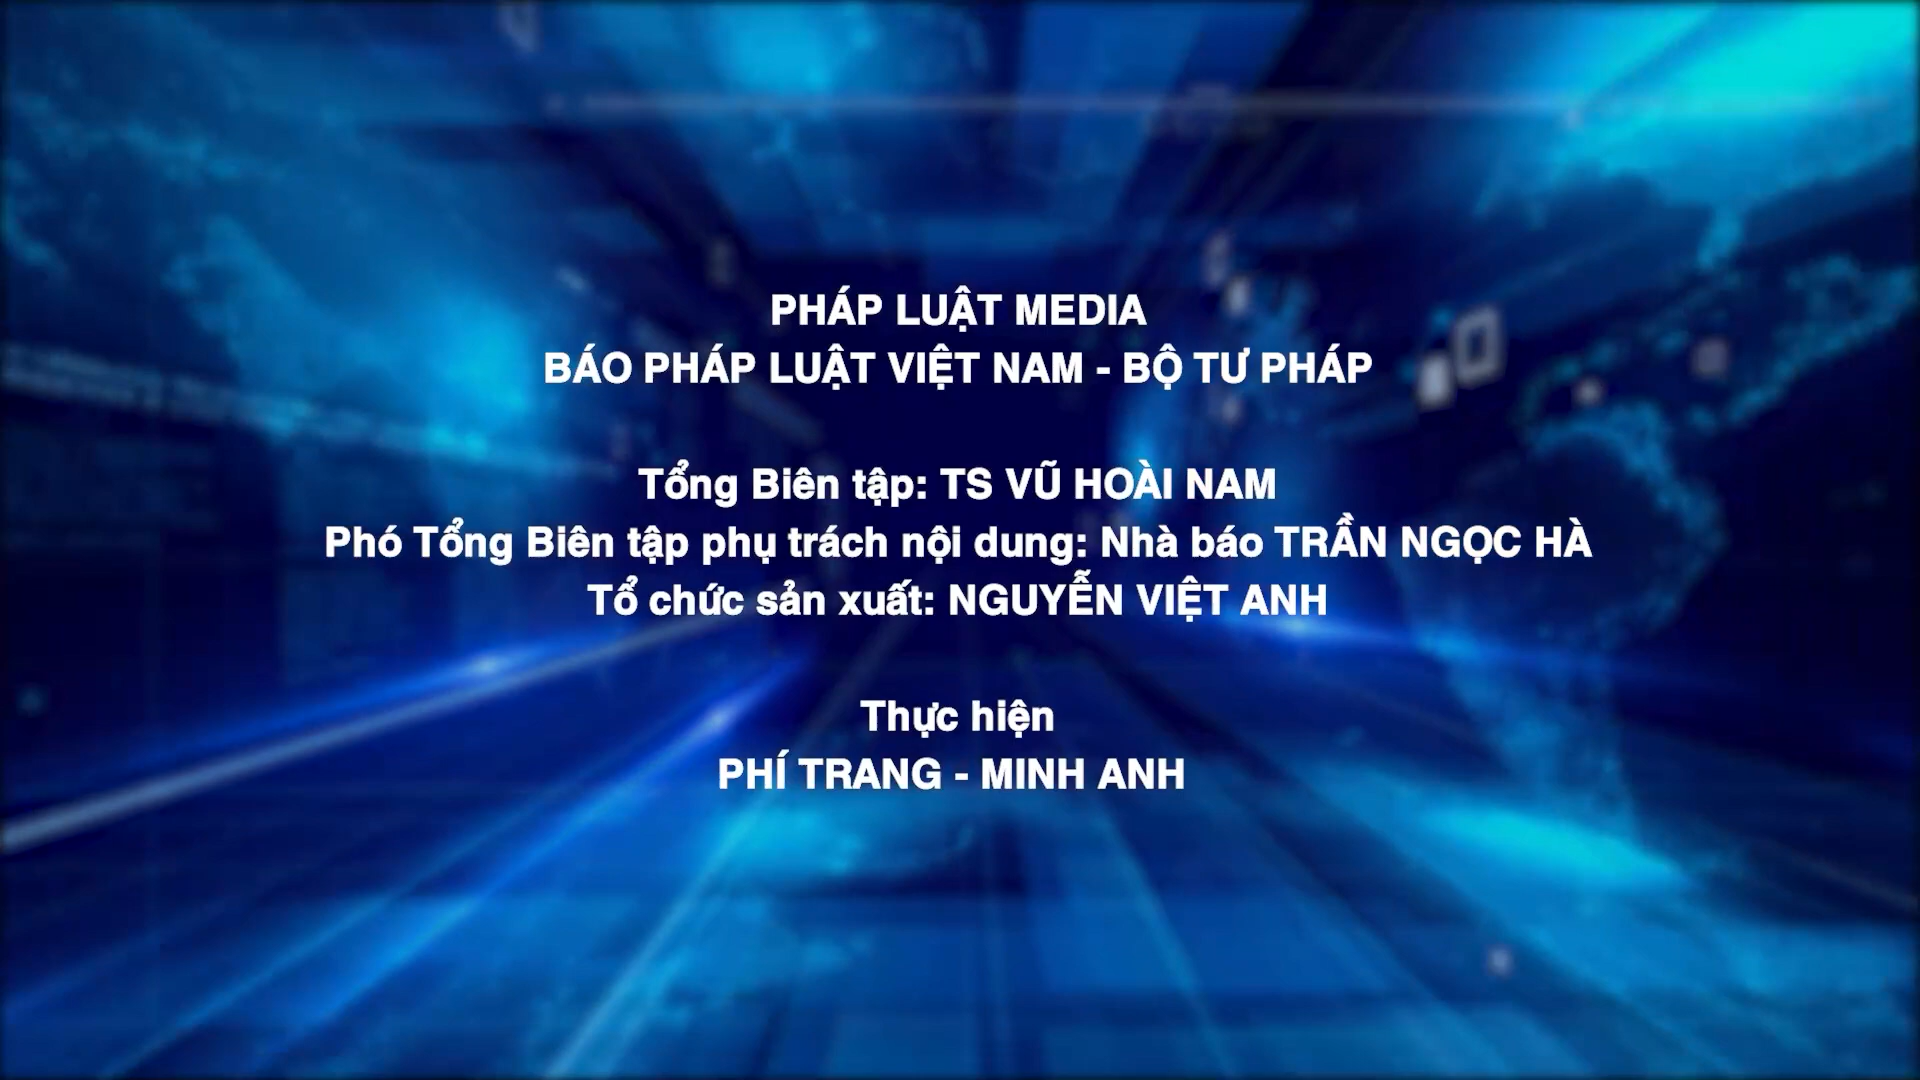 PHÁP LUẬT MEDIA
BÁO PHÁP LUẬT VIỆT NAM - BỘ TƯ PHÁP
Tổng Biên tập: TS VŨ HOÀI NAM
Phó Tổng Biên tập phụ trách nội dung: Nhà báo TRẦN NGỌC HÀ
Tổ chức sản xuất: NGUYỄN VIỆT ANH
Thực hiện
PHÍ TRANG - MINH ANH